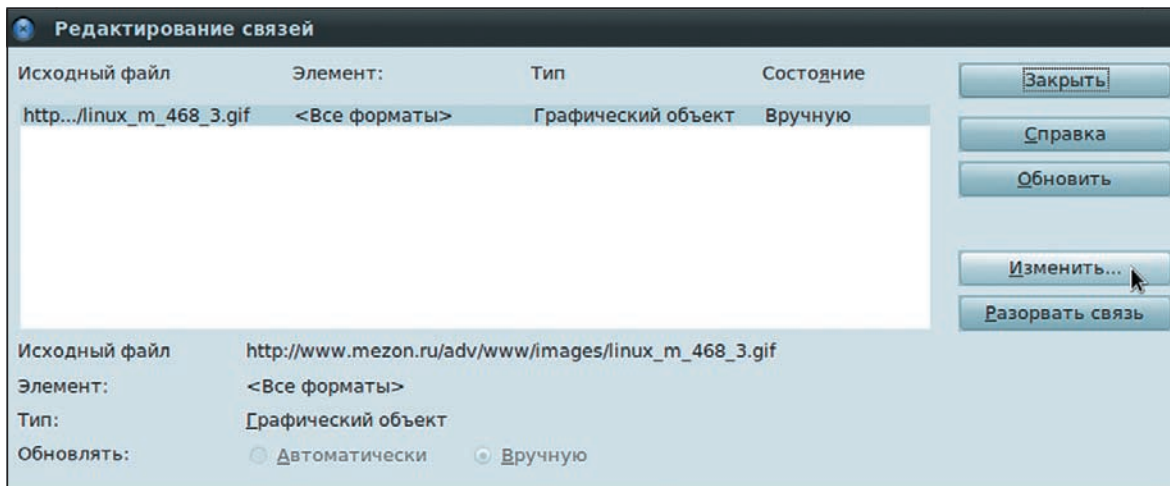 Редактирование связей
Исходный файл Элемент: Тип Состояние
http.../linux_m_468_3.gif <Все форматы> Графический объект Вручную
Закрыть
Справка
Обновить
Изменить...
Разорвать связь
Исходный файл http://www.mezon.ru/adv/www/images/linux_m_468_3.gif
Элемент: <Все форматы>
Тип: Графический объект
Обновлять: Автоматически Вручную